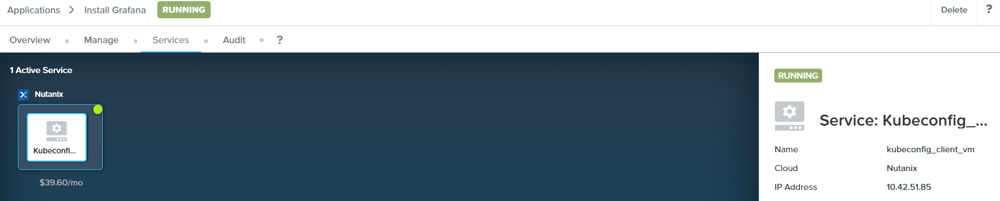 Applications > Install Grafana RUNNING Delete ?
Overview Manage Services Audit ?
1 Active Service
Nutanix
Kubeconfi...
$39.60/mo
RUNNING
Service: Kubeconfig_...
Name kubeconfig_client_vm
Cloud Nutanix
IP Address 10.42.51.85